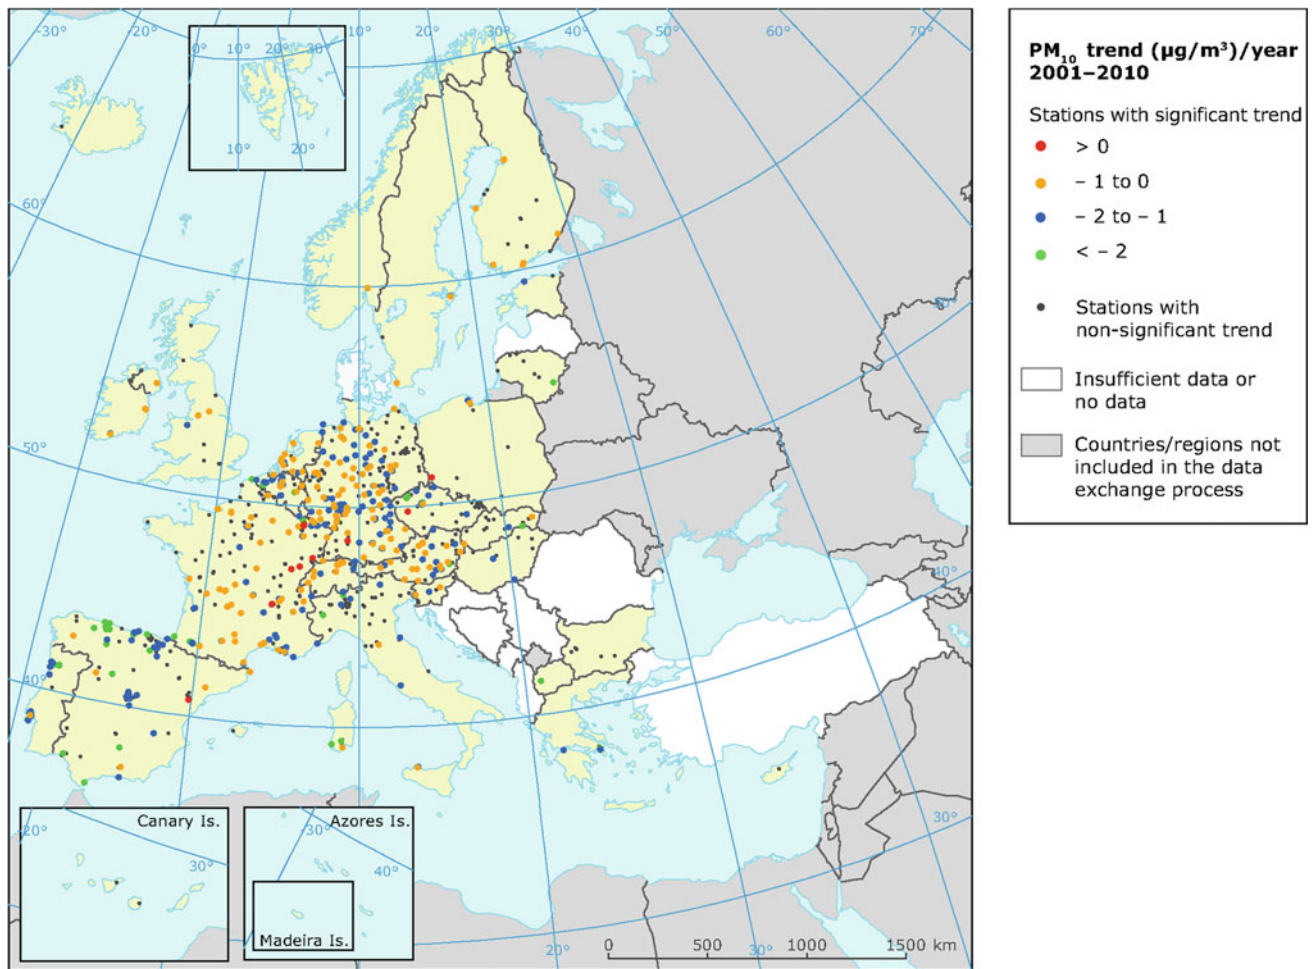 -30°
-20°
-10°
0°
10°
20°
30°
40°
50°
60°
70°
0°
10°
20°
30°
10°
20°
60°
50°
50°
40°
40°
30°
20°
30°
Canary Is.
-20°
30°
Azores Is.
-30°
40°
Madeira Is.
0
500
1000
1500 km
PM₁₀ trend (µg/m³)/year
2001–2010
Stations with significant trend
> 0
– 1 to 0
– 2 to – 1
< – 2
Stations with
non-significant trend
Insufficient data or
no data
Countries/regions not
included in the data
exchange process